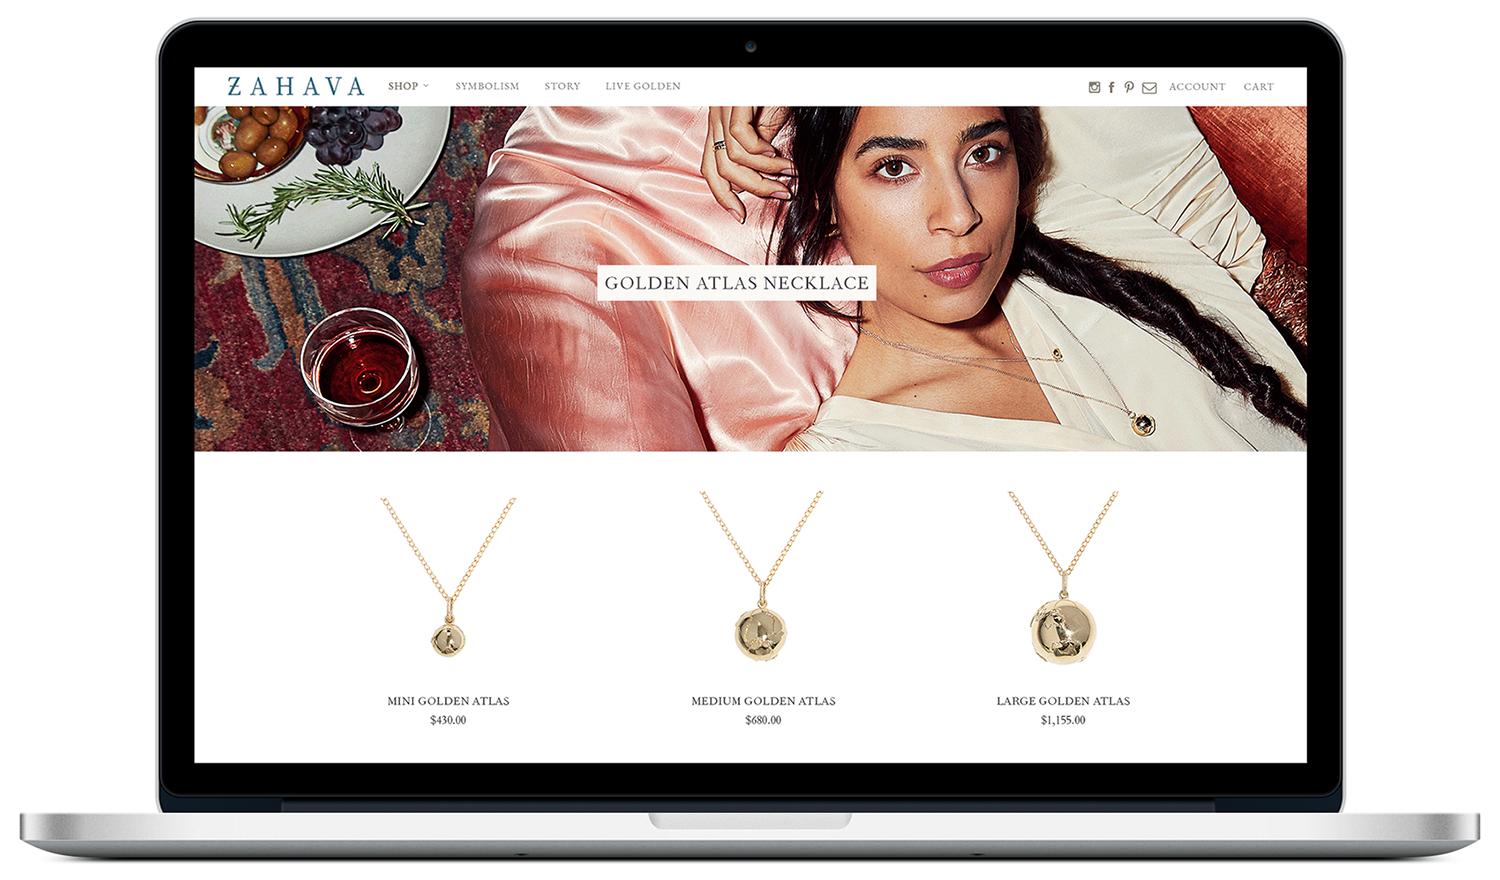 ZAHAVA SHOP SYMBOLISM STORY LIVE GOLDEN ACCOUNT CART
GOLDEN ATLAS NECKLACE
MINI GOLDEN ATLAS
$430.00
MEDIUM GOLDEN ATLAS
$680.00
LARGE GOLDEN ATLAS
$1,155.00